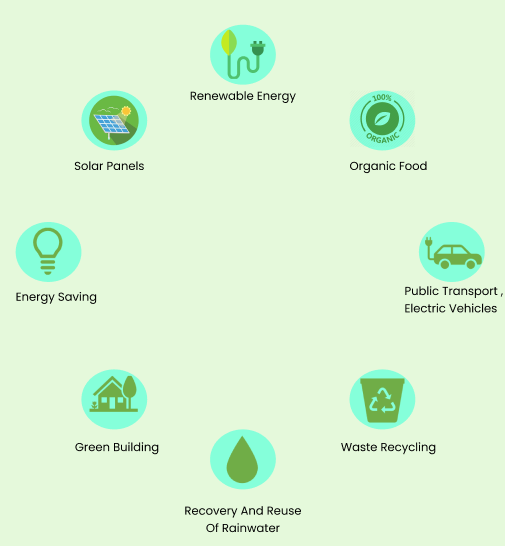 Renewable Energy
100%
ORGANIC
Solar Panels
Organic Food
Energy Saving
Public Transport ,
Electric Vehicles
Green Building
Waste Recycling
Recovery And Reuse
Of Rainwater